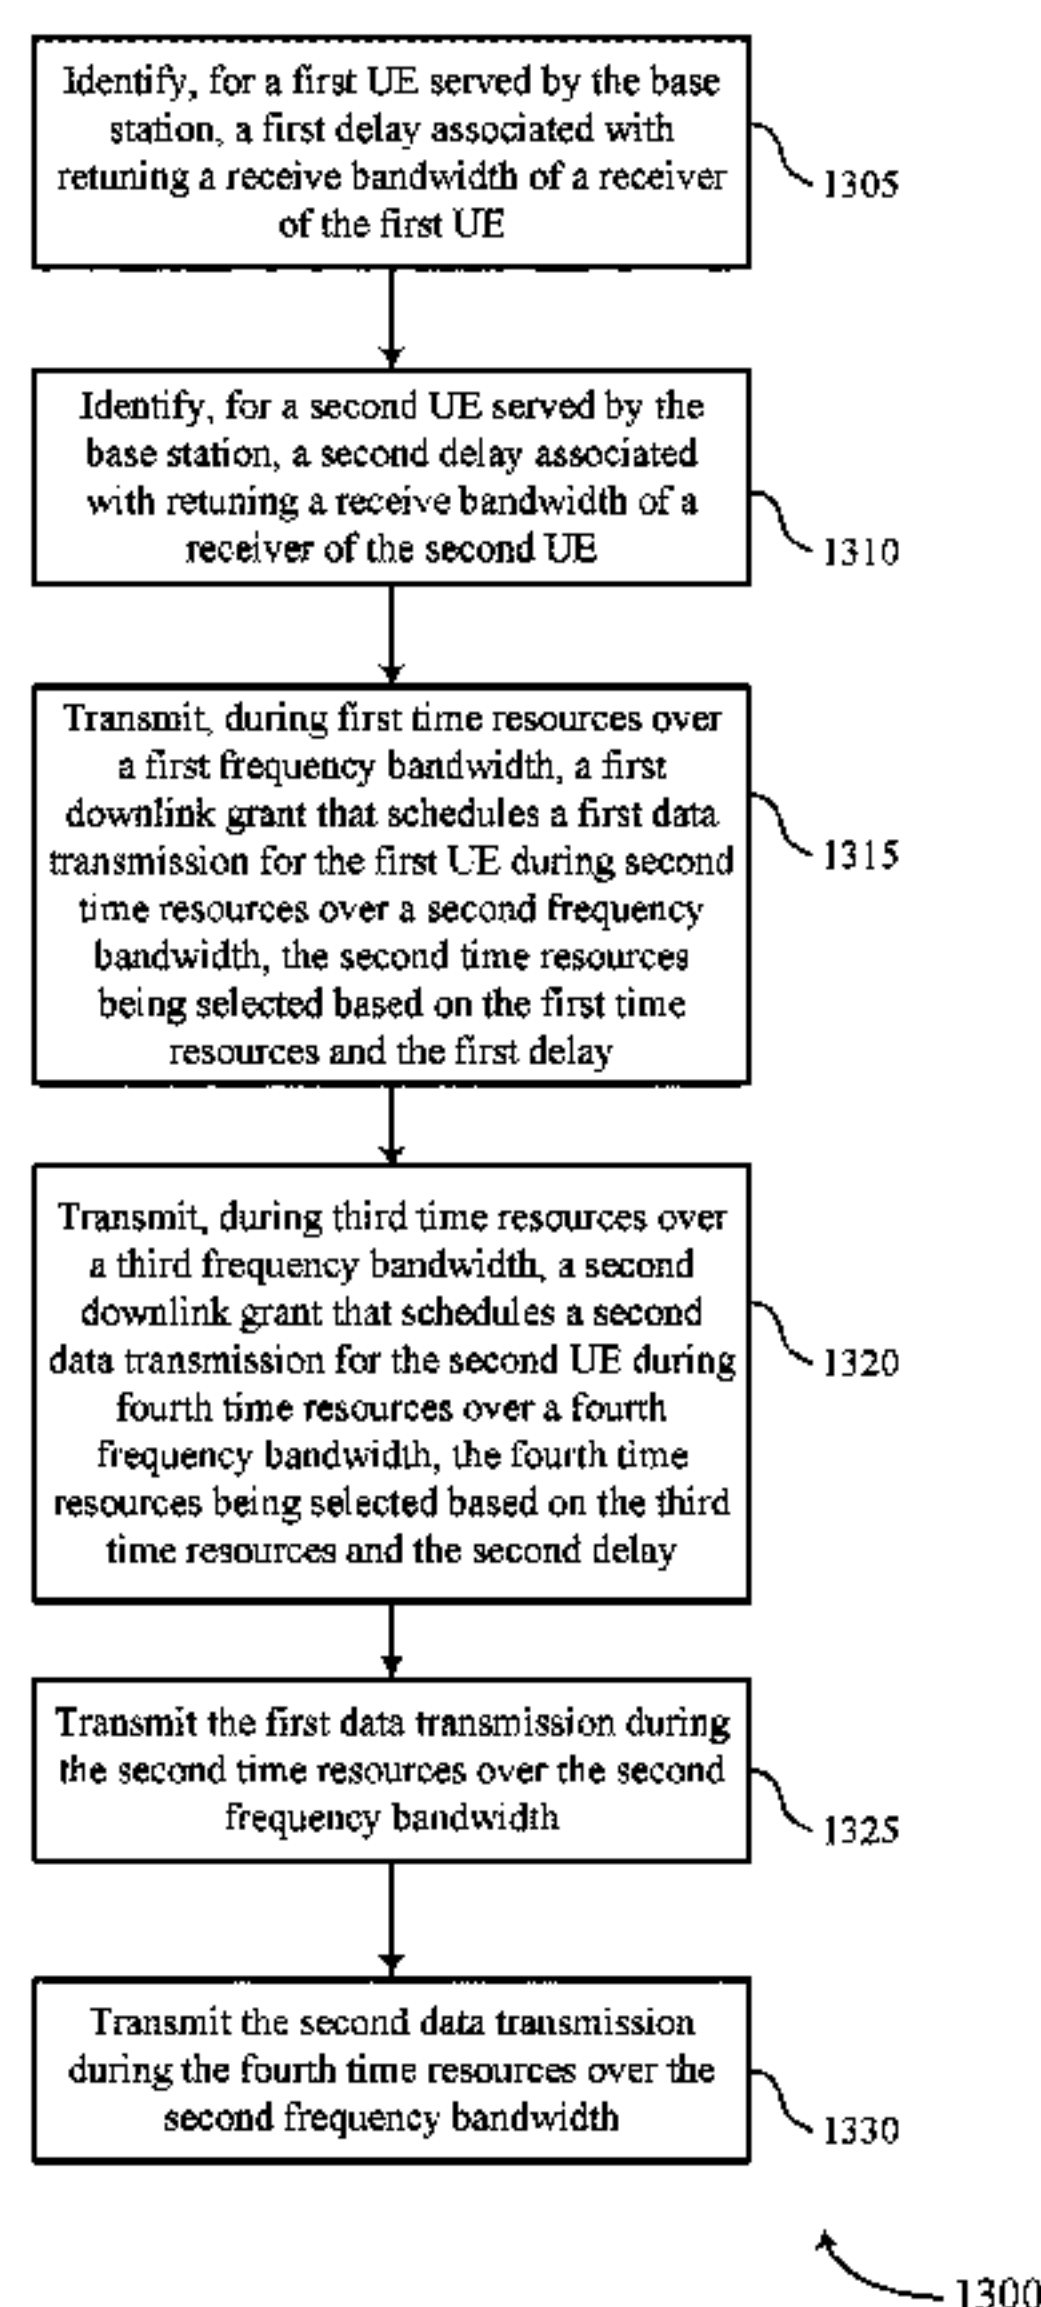 Identify, for a first UE served by the base
station, a first delay associated with
retuning a receive bandwidth of a receiver
of the first UE
1305
Identify, for a second UE served by the
base station, a second delay associated
with retuning a receive bandwidth of a
receiver of the second UE
1310
Transmit, during first time resources over
a first frequency bandwidth, a first
downlink grant that schedules a first data
transmission for the first UE during second
time resources over a second frequency
bandwidth, the second time resources
being selected based on the first time
resources and the first delay
1315
Transmit, during third time resources over
a third frequency bandwidth, a second
downlink grant that schedules a second
data transmission for the second UE during
fourth time resources over a fourth
frequency bandwidth, the fourth time
resources being selected based on the third
time resources and the second delay
1320
Transmit the first data transmission during
the second time resources over the second
frequency bandwidth
1325
Transmit the second data transmission
during the fourth time resources over the
second frequency bandwidth
1330
1300